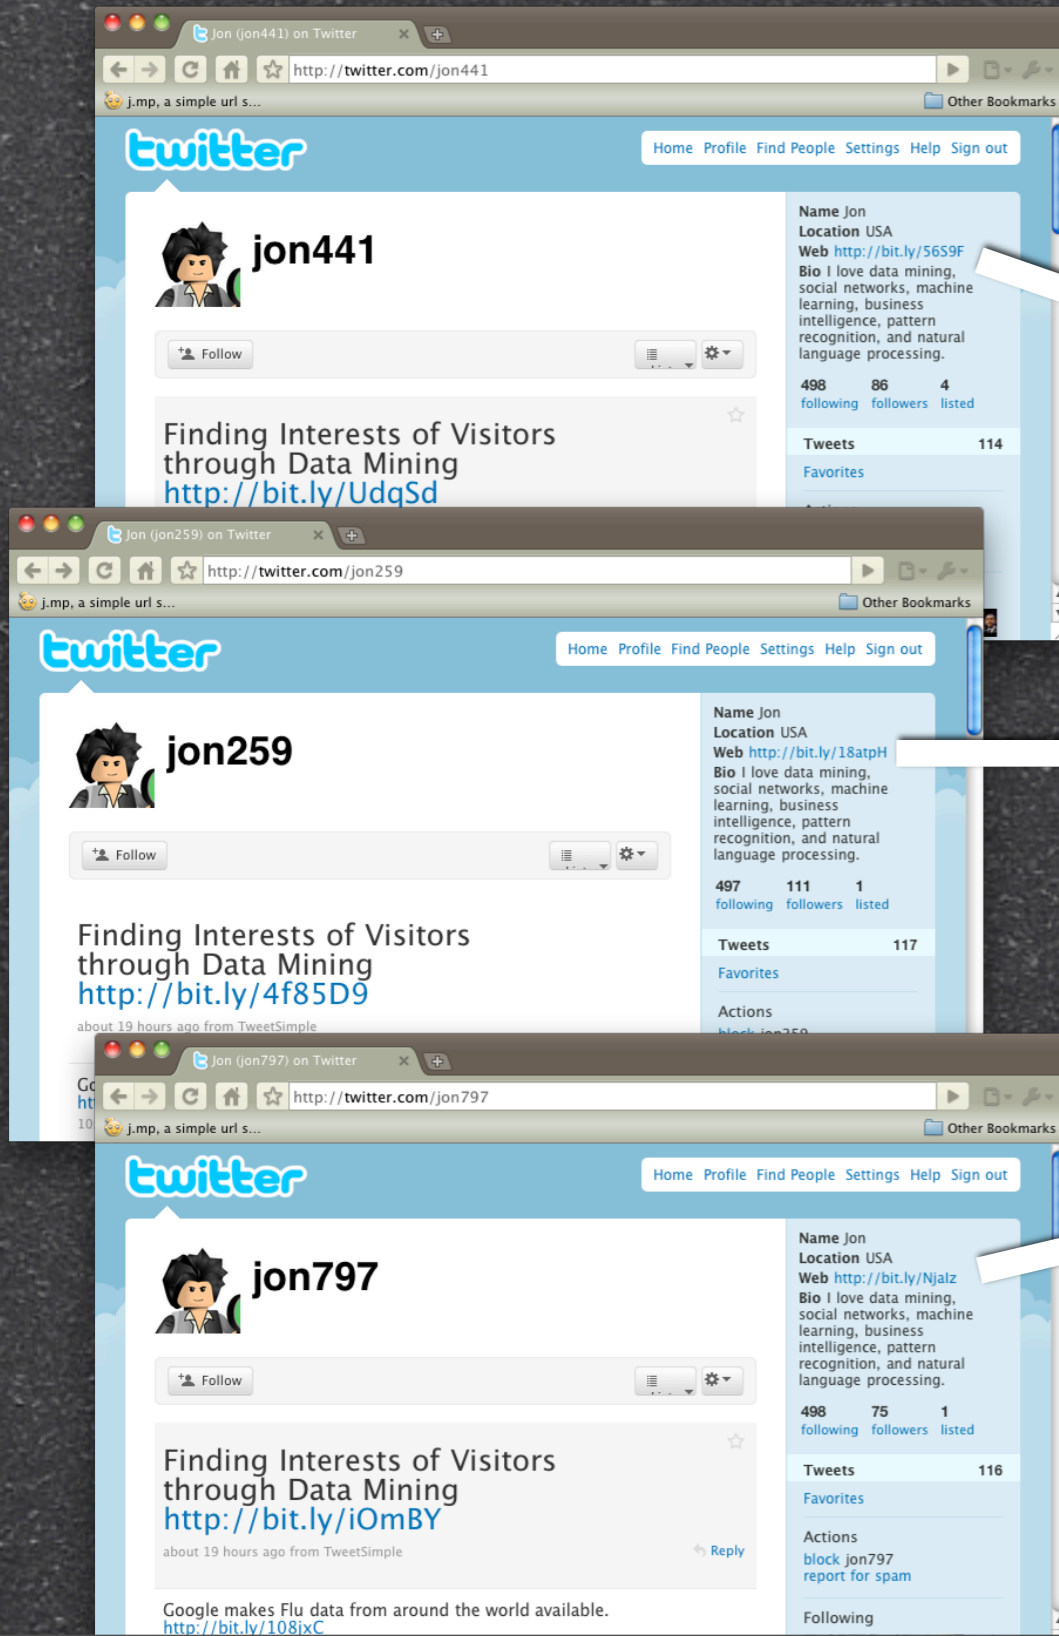 Jon (jon441) on Twitter
http://twitter.com/jon441
j.mp, a simple url s...
Other Bookmarks
twitter
Home Profile Find People Settings Help Sign out
jon441
Follow
Name Jon
Location USA
Web http://bit.ly/56S9F
Bio I love data mining,
social networks, machine
learning, business
intelligence, pattern
recognition, and natural
language processing.
498 86 4
following followers listed
Tweets 114
Favorites
Finding Interests of Visitors
through Data Mining
http://bit.ly/UdqSd
Jon (jon259) on Twitter
http://twitter.com/jon259
j.mp, a simple url s...
Other Bookmarks
twitter
Home Profile Find People Settings Help Sign out
jon259
Follow
Name Jon
Location USA
Web http://bit.ly/18atpH
Bio I love data mining,
social networks, machine
learning, business
intelligence, pattern
recognition, and natural
language processing.
497 111 1
following followers listed
Tweets 117
Favorites
Actions
block jon259
Finding Interests of Visitors
through Data Mining
http://bit.ly/4f85D9
about 19 hours ago from TweetSimple
Jon (jon797) on Twitter
http://twitter.com/jon797
j.mp, a simple url s...
Other Bookmarks
twitter
Home Profile Find People Settings Help Sign out
jon797
Follow
Name Jon
Location USA
Web http://bit.ly/NjaIz
Bio I love data mining,
social networks, machine
learning, business
intelligence, pattern
recognition, and natural
language processing.
498 75 1
following followers listed
Tweets 116
Favorites
Actions
block jon797
report for spam
Following
Finding Interests of Visitors
through Data Mining
http://bit.ly/iOmBY
about 19 hours ago from TweetSimple
Reply
Google makes Flu data from around the world available.
http://bit.ly/108jxC